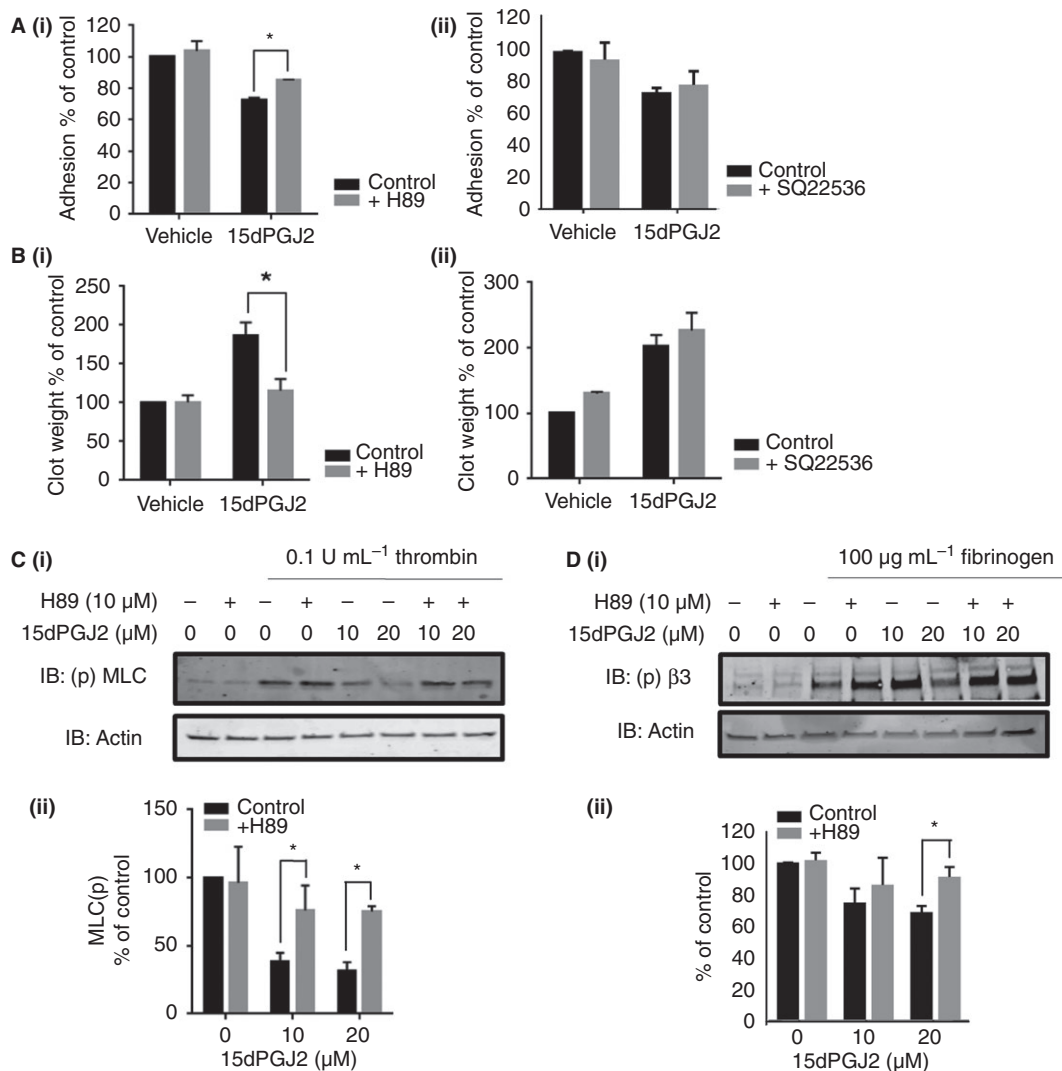 A (i)
Adhesion % of control
120
100
80
60
40
20
0
Vehicle
15dPGJ2
*
Control
+ H89
(ii)
Adhesion % of control
120
100
80
60
40
20
0
Vehicle
15dPGJ2
Control
+ SQ22536
B (i)
Clot weight % of control
250
200
150
100
50
0
Vehicle
15dPGJ2
*
Control
+ H89
(ii)
Clot weight % of control
300
200
100
0
Vehicle
15dPGJ2
Control
+ SQ22536
C (i)
0.1 U mL⁻¹ thrombin
H89 (10 µM) – + – + – – + +
15dPGJ2 (µM) 0 0 0 0 10 20 10 20
IB: (p) MLC
IB: Actin
(ii)
MLC(p)
% of control
150
100
50
0
Control
+H89
*
*
0
10
20
15dPGJ2 (µM)
D (i)
100 µg mL⁻¹ fibrinogen
H89 (10 µM) – + – + – – + +
15dPGJ2 (µM) 0 0 0 0 10 20 10 20
IB: (p) β3
IB: Actin
(ii)
% of control
120
100
80
60
40
20
0
Control
+H89
*
0
10
20
15dPGJ2 (µM)